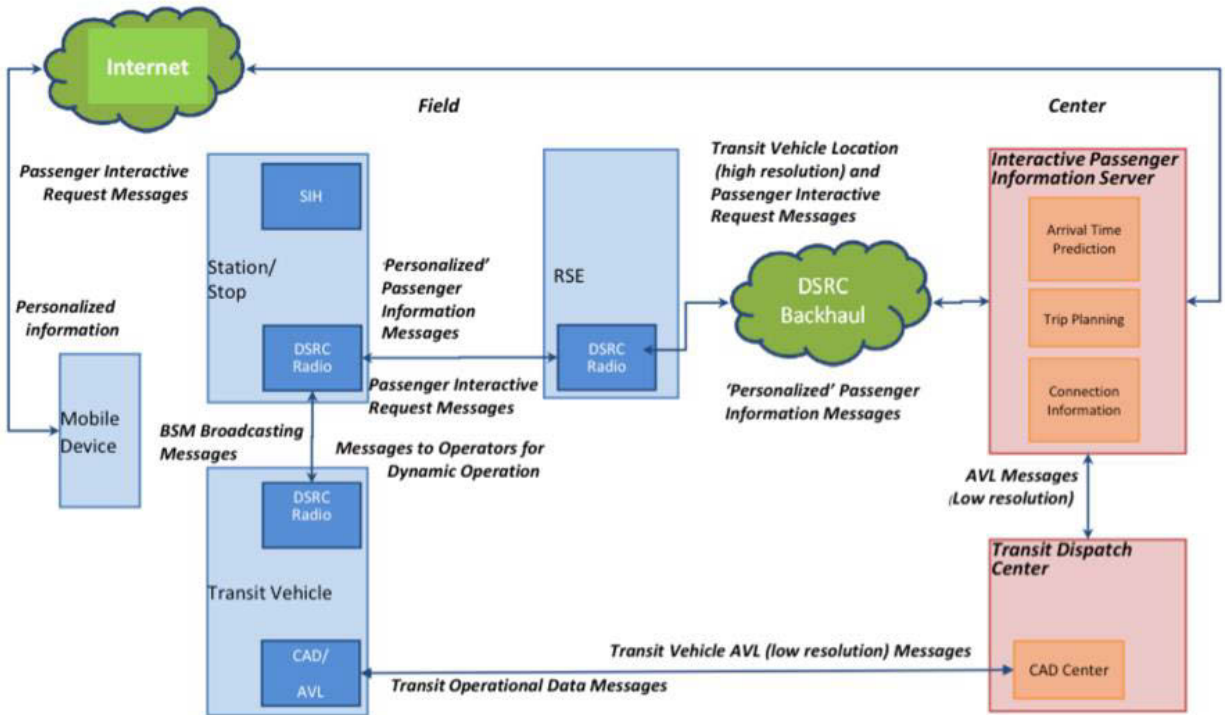 Internet
Field
Center
Passenger Interactive
Request Messages
SIH
Station/
Stop
DSRC
Radio
'Personalized'
Passenger
Information
Messages
Passenger Interactive
Request Messages
RSE
DSRC
Radio
Transit Vehicle Location
(high resolution) and
Passenger Interactive
Request Messages
DSRC
Backhaul
'Personalized' Passenger
Information Messages
Interactive Passenger
Information Server
Arrival Time
Prediction
Trip Planning
Connection
Information
Personalized
information
Mobile
Device
BSM Broadcasting
Messages
Messages to Operators for
Dynamic Operation
DSRC
Radio
Transit Vehicle
CAD/
AVL
AVL Messages
(Low resolution)
Transit Dispatch
Center
CAD Center
Transit Vehicle AVL (low resolution) Messages
Transit Operational Data Messages